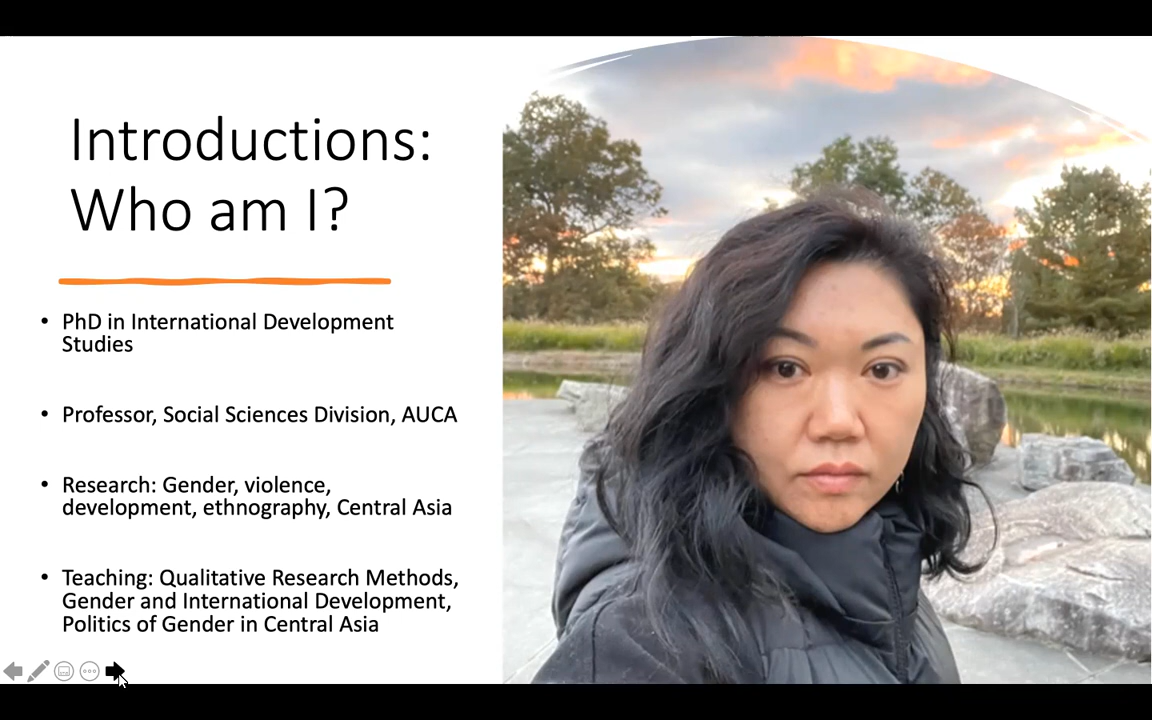 Introductions:
Who am I?
• PhD in International Development
Studies
• Professor, Social Sciences Division, AUCA
• Research: Gender, violence,
development, ethnography, Central Asia
• Teaching: Qualitative Research Methods,
Gender and International Development,
Politics of Gender in Central Asia